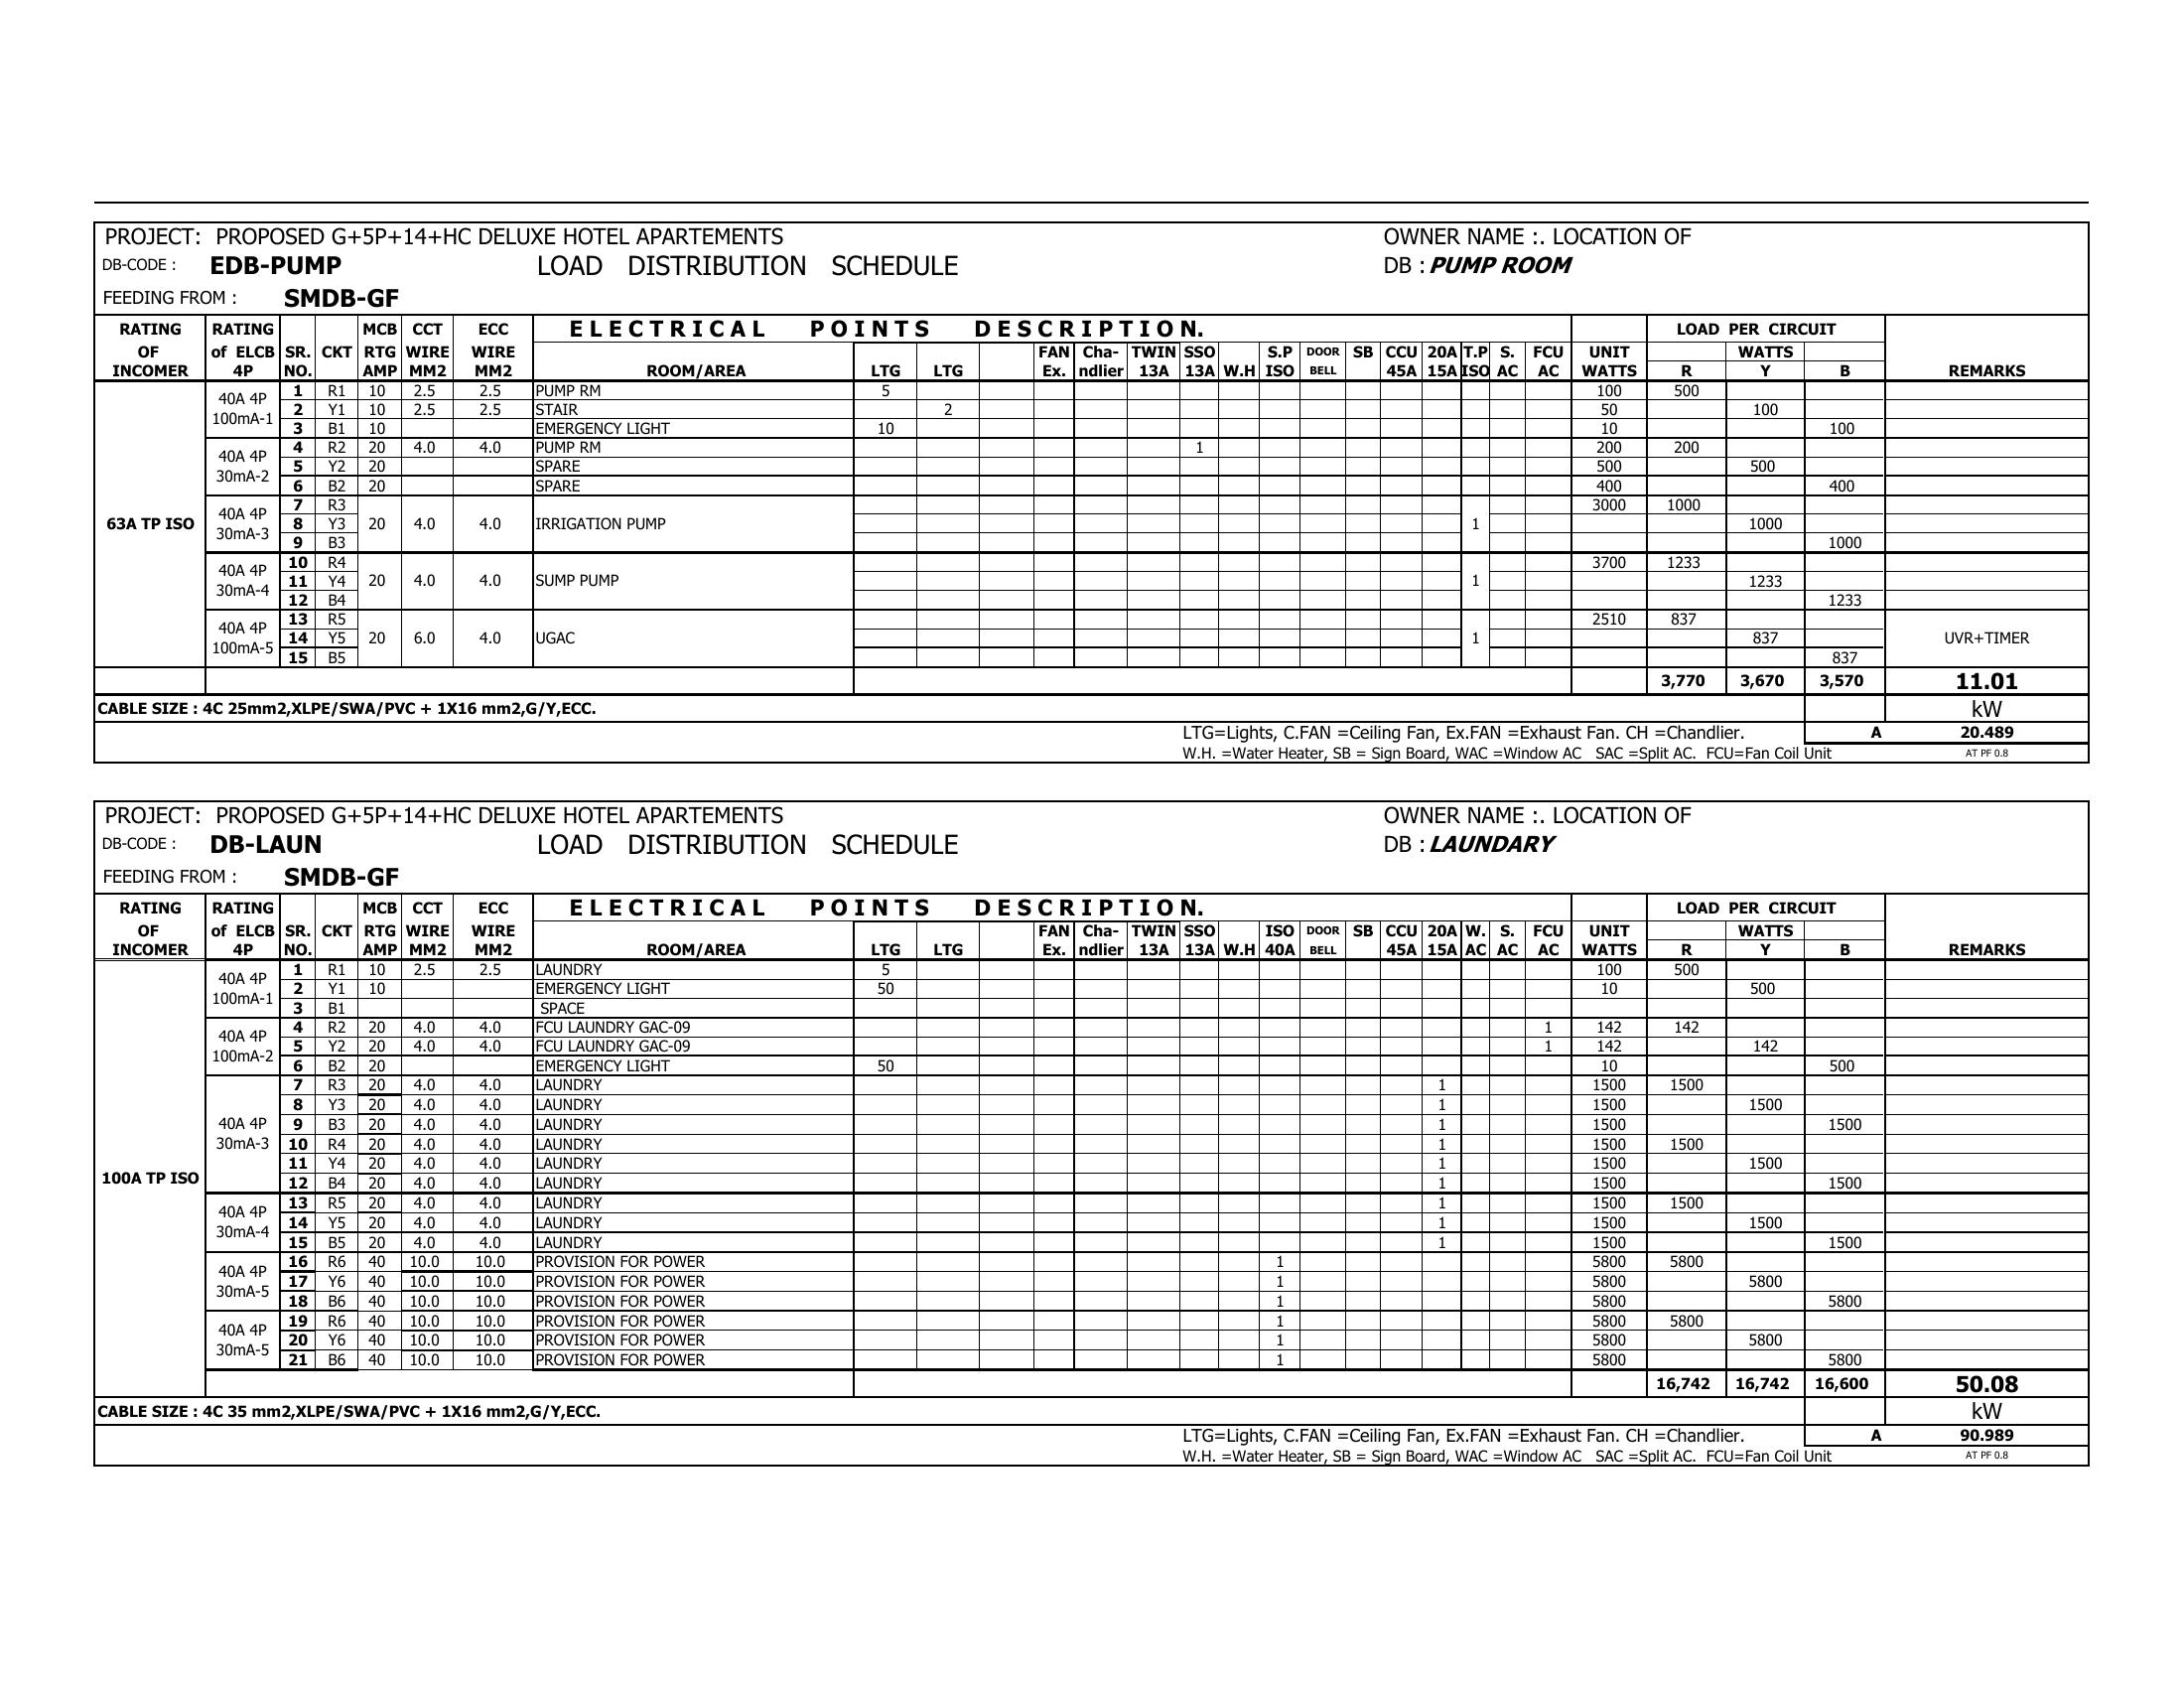 PROJECT: PROPOSED G+5P+14+HC DELUXE HOTEL APARTEMENTS OWNER NAME :. LOCATION OF
DB-CODE : EDB-PUMP LOAD DISTRIBUTION SCHEDULE DB : PUMP ROOM
FEEDING FROM : SMDB-GF
RATING RATING MCB CCT ECC ELECTRICAL POINTS DESCRIPTION. LOAD PER CIRCUIT
OF of ELCB SR. CKT RTG WIRE WIRE FAN Cha- TWIN SSO S.P DOOR SB CCU 20A T.P S. FCU UNIT WATTS
INCOMER 4P NO. AMP MM2 MM2 ROOM/AREA LTG LTG Ex. ndlier 13A 13A W.H ISO BELL 45A 15A ISO AC AC WATTS R Y B REMARKS
63A TP ISO
40A 4P 100mA-1
1 R1 10 2.5 2.5 PUMP RM 5 100 500
2 Y1 10 2.5 2.5 STAIR 2 50 100
3 B1 10 EMERGENCY LIGHT 10 10 100
40A 4P 30mA-2
4 R2 20 4.0 4.0 PUMP RM 1 200 200
5 Y2 20 SPARE 500 500
6 B2 20 SPARE 400 400
40A 4P 30mA-3
7 R3 3000 1000
8 Y3 20 4.0 4.0 IRRIGATION PUMP 1 1000
9 B3 1000
40A 4P 30mA-4
10 R4 3700 1233
11 Y4 20 4.0 4.0 SUMP PUMP 1 1233
12 B4 1233
40A 4P 100mA-5
13 R5 2510 837
14 Y5 20 6.0 4.0 UGAC 1 837 UVR+TIMER
15 B5 837
3,770 3,670 3,570 11.01
CABLE SIZE : 4C 25mm2,XLPE/SWA/PVC + 1X16 mm2,G/Y,ECC. kW
LTG=Lights, C.FAN =Ceiling Fan, Ex.FAN =Exhaust Fan. CH =Chandlier. A 20.489
W.H. =Water Heater, SB = Sign Board, WAC =Window AC SAC =Split AC. FCU=Fan Coil Unit AT PF 0.8
PROJECT: PROPOSED G+5P+14+HC DELUXE HOTEL APARTEMENTS OWNER NAME :. LOCATION OF
DB-CODE : DB-LAUN LOAD DISTRIBUTION SCHEDULE DB : LAUNDARY
FEEDING FROM : SMDB-GF
RATING RATING MCB CCT ECC ELECTRICAL POINTS DESCRIPTION. LOAD PER CIRCUIT
OF of ELCB SR. CKT RTG WIRE WIRE FAN Cha- TWIN SSO ISO DOOR SB CCU 20A W. S. FCU UNIT WATTS
INCOMER 4P NO. AMP MM2 MM2 ROOM/AREA LTG LTG Ex. ndlier 13A 13A W.H 40A BELL 45A 15A AC AC AC WATTS R Y B REMARKS
100A TP ISO
40A 4P 100mA-1
1 R1 10 2.5 2.5 LAUNDRY 5 100 500
2 Y1 10 EMERGENCY LIGHT 50 10 500
3 B1 SPACE
40A 4P 100mA-2
4 R2 20 4.0 4.0 FCU LAUNDRY GAC-09 1 142 142
5 Y2 20 4.0 4.0 FCU LAUNDRY GAC-09 1 142 142
6 B2 20 EMERGENCY LIGHT 50 10 500
40A 4P 30mA-3
7 R3 20 4.0 4.0 LAUNDRY 1 1500 1500
8 Y3 20 4.0 4.0 LAUNDRY 1 1500 1500
9 B3 20 4.0 4.0 LAUNDRY 1 1500 1500
10 R4 20 4.0 4.0 LAUNDRY 1 1500 1500
11 Y4 20 4.0 4.0 LAUNDRY 1 1500 1500
12 B4 20 4.0 4.0 LAUNDRY 1 1500 1500
40A 4P 30mA-4
13 R5 20 4.0 4.0 LAUNDRY 1 1500 1500
14 Y5 20 4.0 4.0 LAUNDRY 1 1500 1500
15 B5 20 4.0 4.0 LAUNDRY 1 1500 1500
40A 4P 30mA-5
16 R6 40 10.0 10.0 PROVISION FOR POWER 1 5800 5800
17 Y6 40 10.0 10.0 PROVISION FOR POWER 1 5800 5800
18 B6 40 10.0 10.0 PROVISION FOR POWER 1 5800 5800
40A 4P 30mA-5
19 R6 40 10.0 10.0 PROVISION FOR POWER 1 5800 5800
20 Y6 40 10.0 10.0 PROVISION FOR POWER 1 5800 5800
21 B6 40 10.0 10.0 PROVISION FOR POWER 1 5800 5800
16,742 16,742 16,600 50.08
CABLE SIZE : 4C 35 mm2,XLPE/SWA/PVC + 1X16 mm2,G/Y,ECC. kW
LTG=Lights, C.FAN =Ceiling Fan, Ex.FAN =Exhaust Fan. CH =Chandlier. A 90.989
W.H. =Water Heater, SB = Sign Board, WAC =Window AC SAC =Split AC. FCU=Fan Coil Unit AT PF 0.8